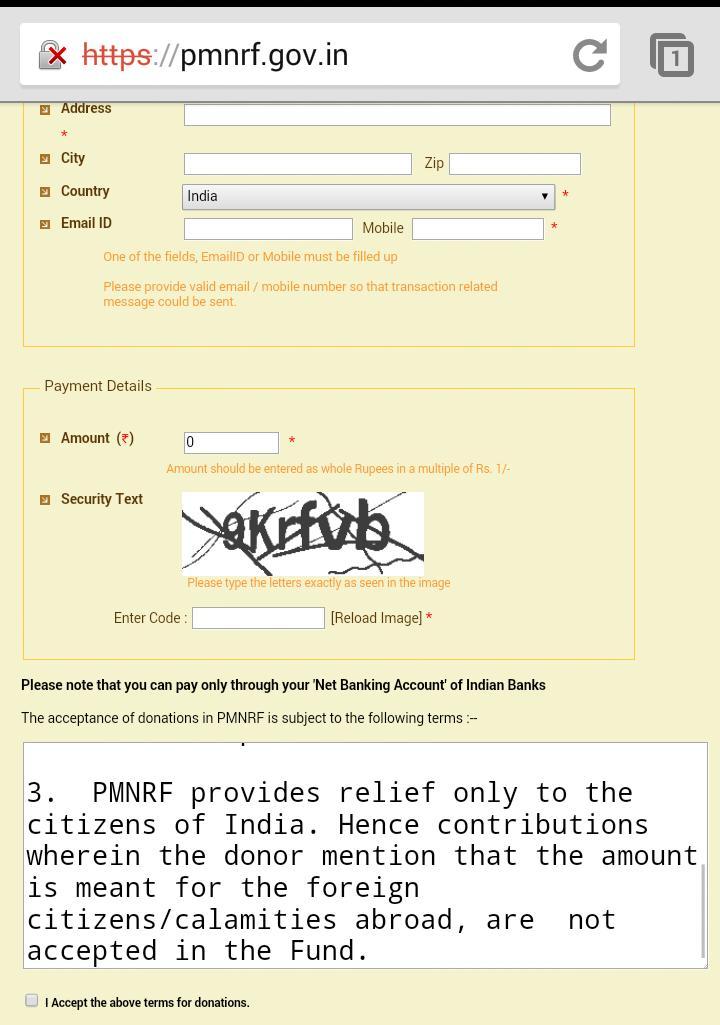 https://pmnrf.gov.in
1
Address
*
City
Zip
Country
India
*
Email ID
Mobile
*
One of the fields, EmailID or Mobile must be filled up
Please provide valid email / mobile number so that transaction related
message could be sent.
Payment Details
Amount (₹)
0
*
Amount should be entered as whole Rupees in a multiple of Rs. 1/-
Security Text
9Krfvb
Please type the letters exactly as seen in the image
Enter Code :
[Reload Image] *
Please note that you can pay only through your 'Net Banking Account' of Indian Banks
The acceptance of donations in PMNRF is subject to the following terms :--
3. PMNRF provides relief only to the
citizens of India. Hence contributions
wherein the donor mention that the amount
is meant for the foreign
citizens/calamities abroad, are not
accepted in the Fund.
I Accept the above terms for donations.